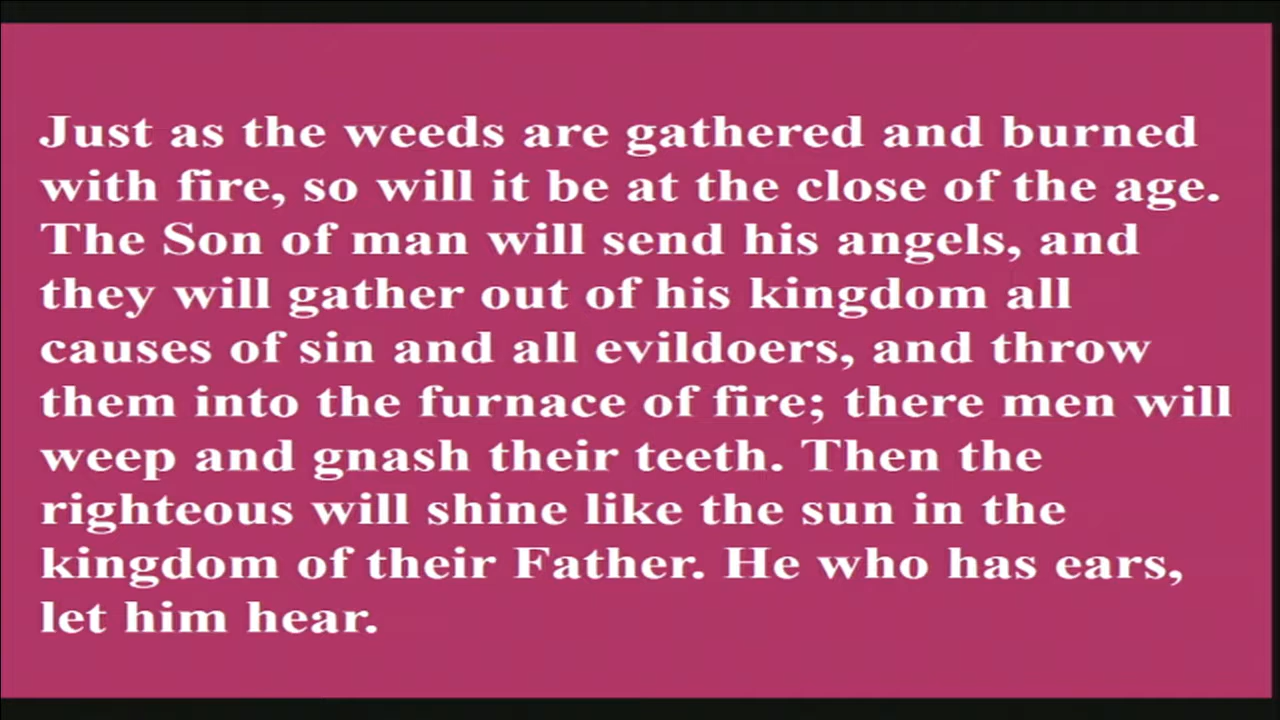 Just as the weeds are gathered and burned
with fire, so will it be at the close of the age.
The Son of man will send his angels, and
they will gather out of his kingdom all
causes of sin and all evildoers, and throw
them into the furnace of fire; there men will
weep and gnash their teeth. Then the
righteous will shine like the sun in the
kingdom of their Father. He who has ears,
let him hear.